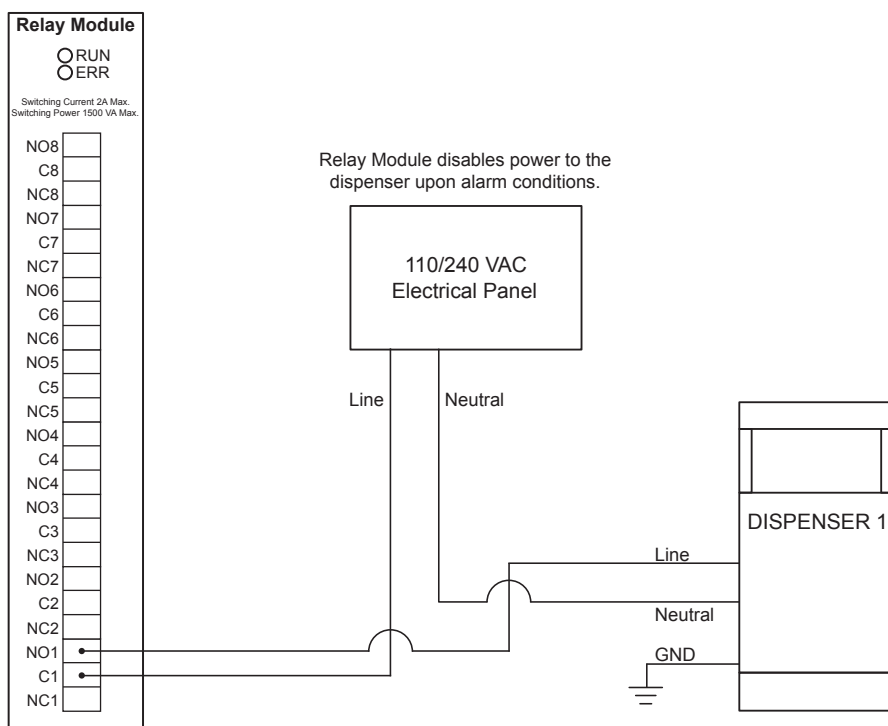 Relay Module
RUN
ERR
Switching Current 2A Max.
Switching Power 1500 VA Max.
NO8
C8
NC8
NO7
C7
NC7
NO6
C6
NC6
NO5
C5
NC5
NO4
C4
NC4
NO3
C3
NC3
NO2
C2
NC2
NO1
C1
NC1
Relay Module disables power to the
dispenser upon alarm conditions.
110/240 VAC
Electrical Panel
Line
Neutral
DISPENSER 1
Line
Neutral
GND